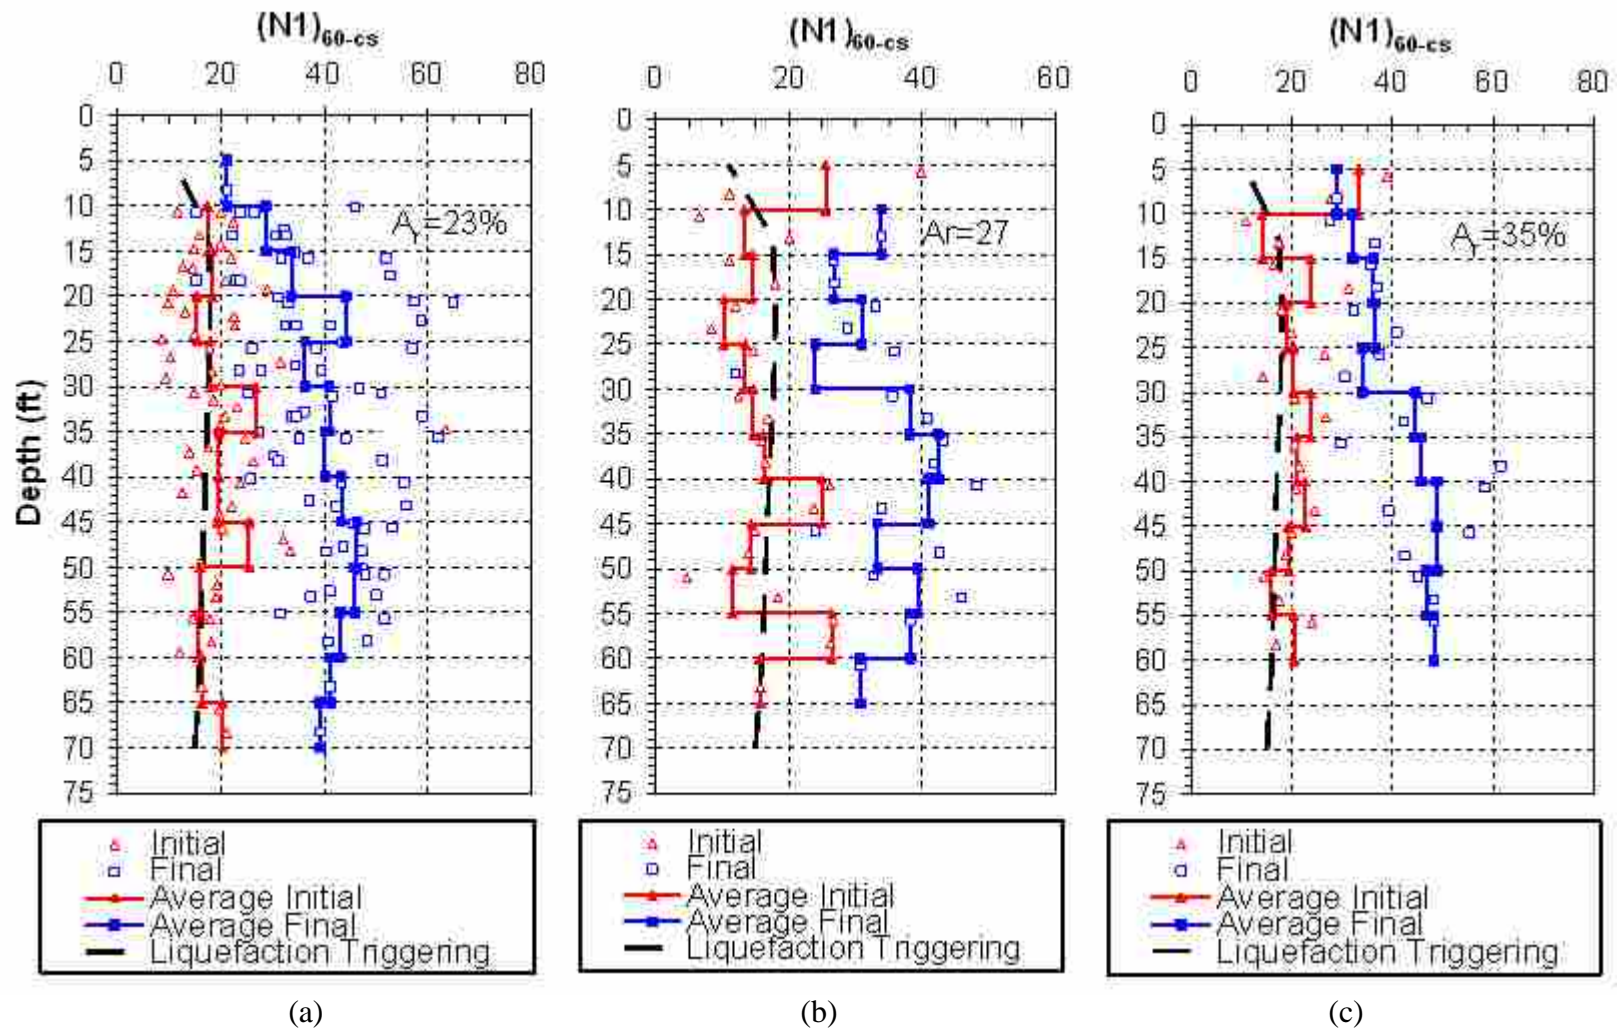 (N1)60-cs
0 20 40 60 80
0
5
10
15
20
25
30
35
40
45
50
55
60
65
70
75
Depth (ft)
Ar=23%
Initial
Final
Average Initial
Average Final
Liquefaction Triggering
(a)
(N1)60-cs
0 20 40 60
0
5
10
15
20
25
30
35
40
45
50
55
60
65
70
75
Ar=27
Initial
Final
Average Initial
Average Final
Liquefaction Triggering
(b)
(N1)60-cs
0 20 40 60 80
0
5
10
15
20
25
30
35
40
45
50
55
60
65
70
75
Ar=35%
Initial
Final
Average Initial
Average Final
Liquefaction Triggering
(c)